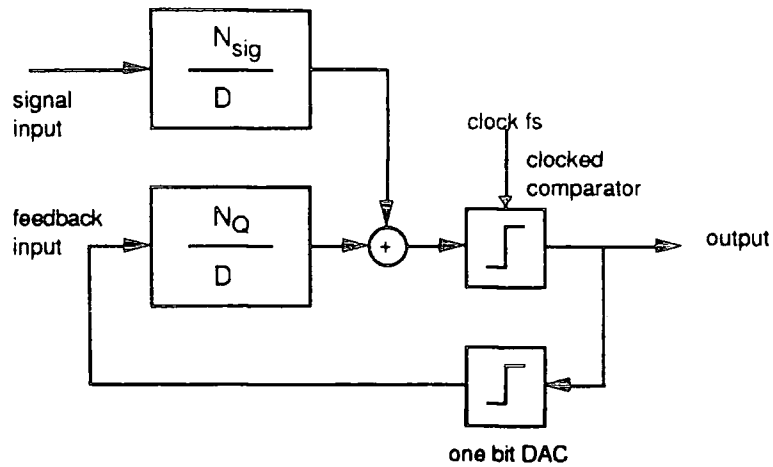 N_sig
D
signal
input
clock fs
clocked
comparator
feedback
input
N_Q
D
+
output
one bit DAC